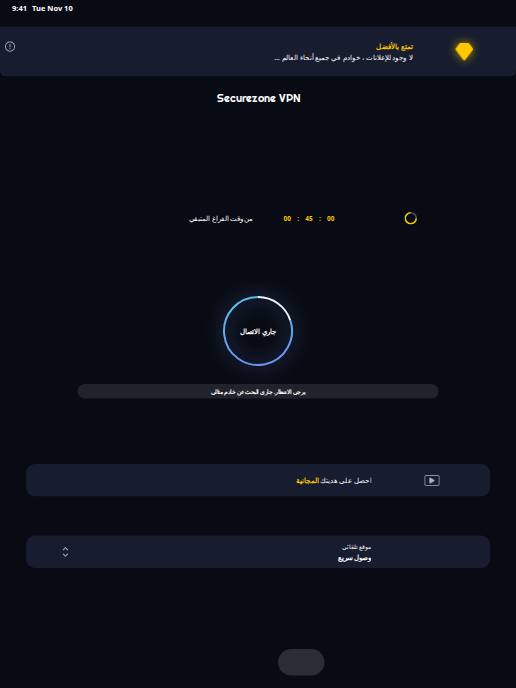 9:41 Tue Nov 10
تمتع بالأفضل
لا وجود للإعلانات ، خوادم في جميع أنحاء العالم ...
Securezone VPN
00 : 45 : 00
من وقت الفراغ المتبقي
جاري الاتصال
يرجى الانتظار، جاري البحث عن خادم مثالي
احصل على هديتك المجانية
موقع تلقائي
وصول سريع